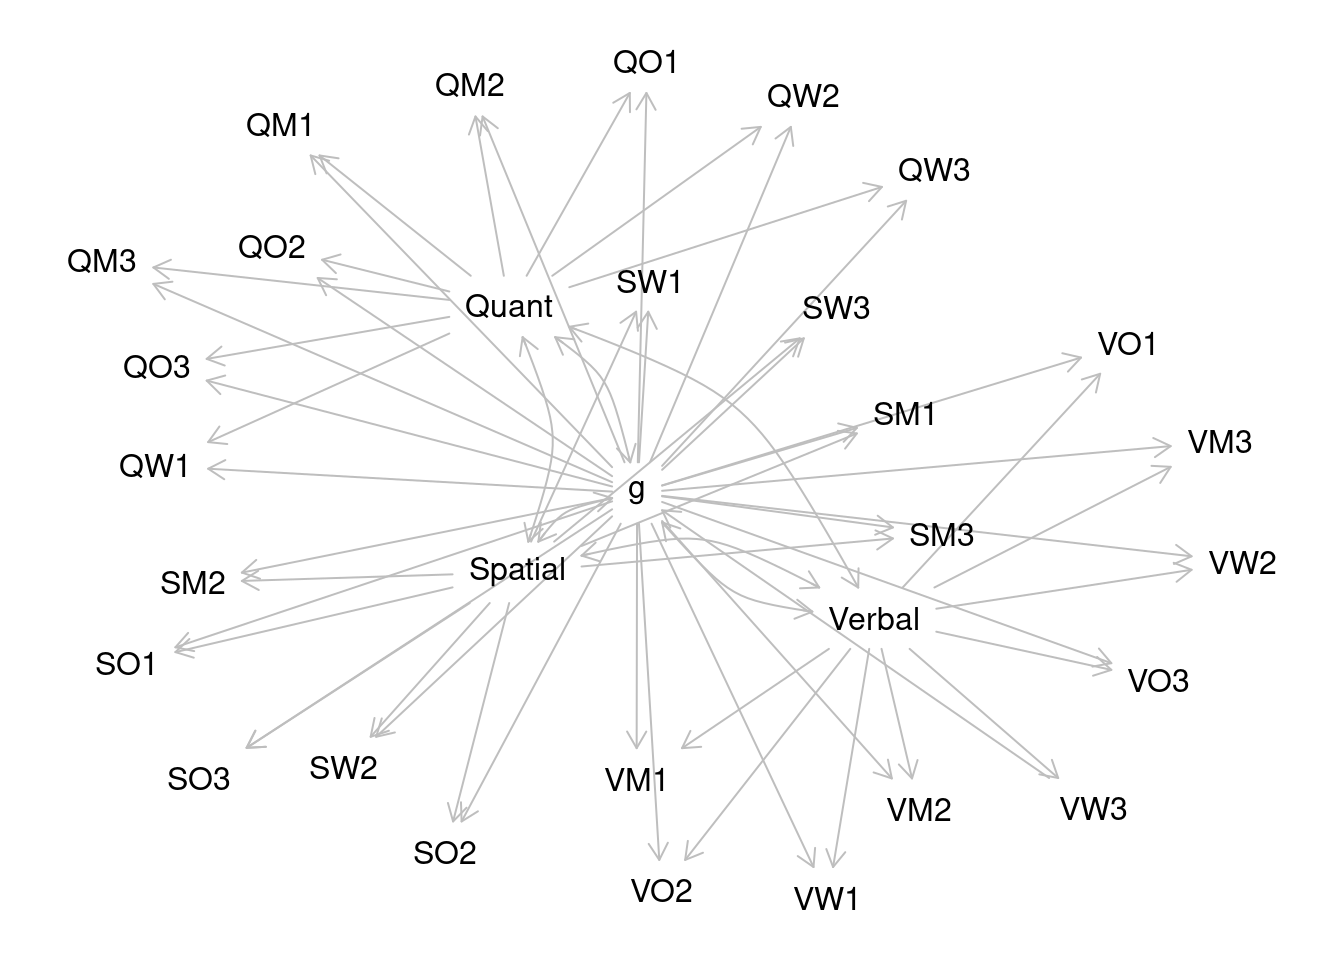 QO1
QM2
QW2
QM1
QW3
QO2
QM3
SW1
Quant
SW3
VO1
QO3
SM1
VM3
QW1
g
SM3
VW2
Spatial
SM2
Verbal
SO1
VO3
SW2
SO3
VM1
VM2
VW3
SO2
VO2
VW1